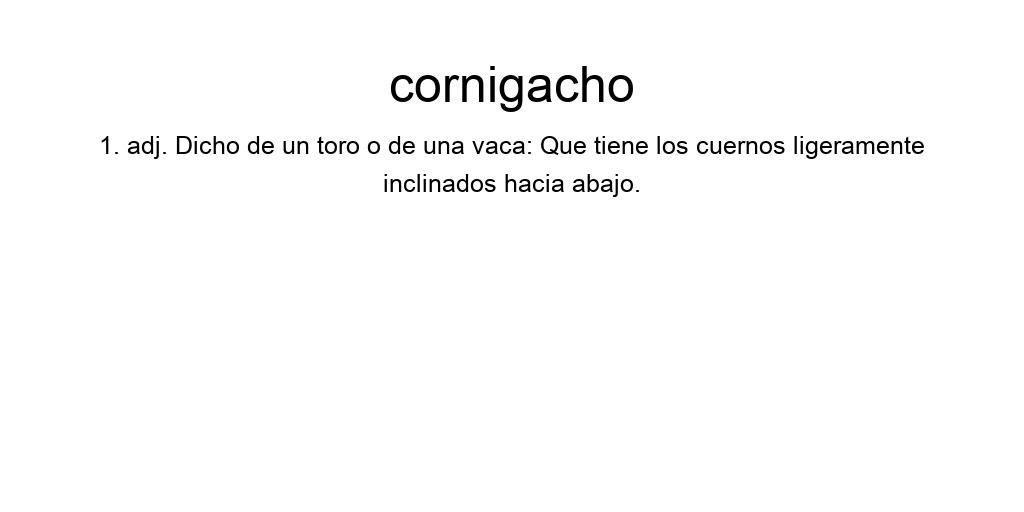 cornigacho
1. adj. Dicho de un toro o de una vaca: Que tiene los cuernos ligeramente
inclinados hacia abajo.